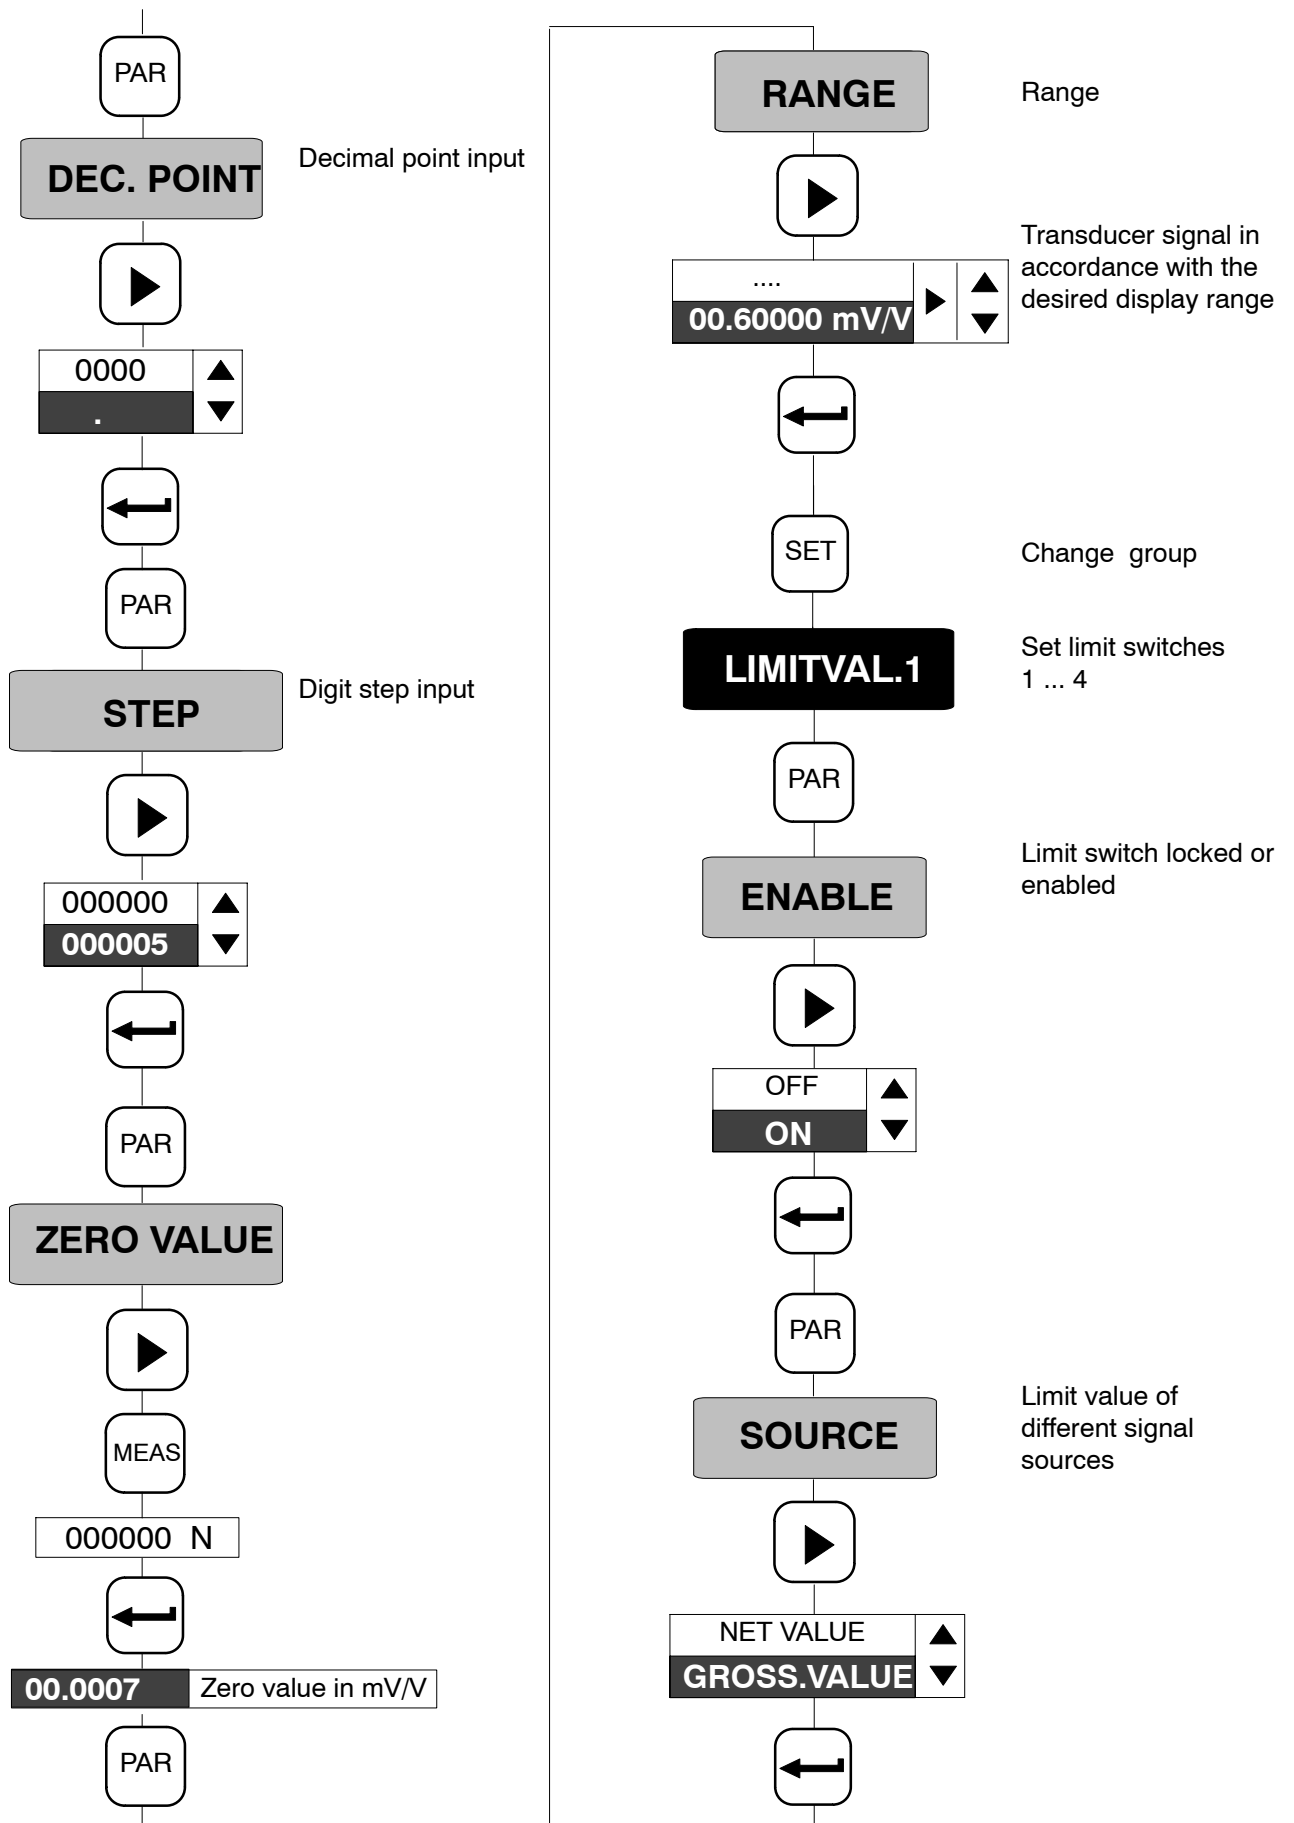 PAR
DEC. POINT
Decimal point input
0000
.
PAR
STEP
Digit step input
000000
000005
PAR
ZERO VALUE
MEAS
000000 N
00.0007
Zero value in mV/V
PAR
RANGE
Range
Transducer signal in
accordance with the
desired display range
....
00.60000 mV/V
SET
Change group
LIMITVAL.1
Set limit switches
1 ... 4
PAR
ENABLE
Limit switch locked or
enabled
OFF
ON
PAR
SOURCE
Limit value of
different signal
sources
NET VALUE
GROSS.VALUE